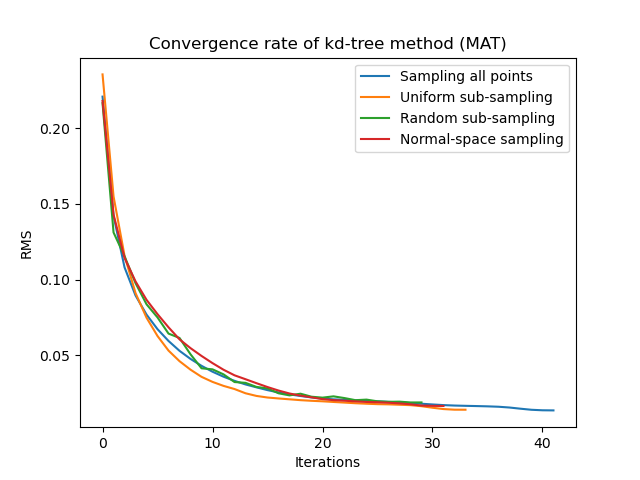 Convergence rate of kd-tree method (MAT)
Sampling all points
Uniform sub-sampling
Random sub-sampling
Normal-space sampling
0.20
0.15
0.10
0.05
RMS
0 10 20 30 40
Iterations